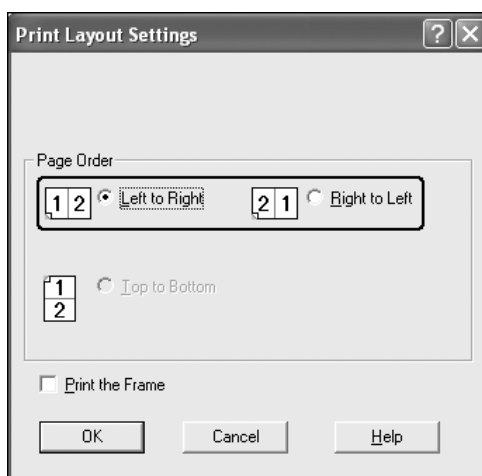 Print Layout Settings ? X
Page Order
1 2 Left to Right 2 1 Right to Left
1 Top to Bottom
2
Print the Frame
OK Cancel Help